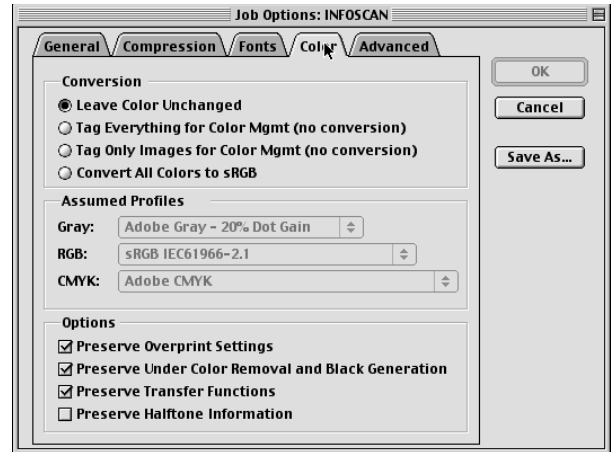 Job Options: INFOSCAN
General Compression Fonts Color Advanced
OK
Cancel
Save As...
Conversion
Leave Color Unchanged
Tag Everything for Color Mgmt (no conversion)
Tag Only Images for Color Mgmt (no conversion)
Convert All Colors to sRGB
Assumed Profiles
Gray: Adobe Gray - 20% Dot Gain
RGB: sRGB IEC61966-2.1
CMYK: Adobe CMYK
Options
Preserve Overprint Settings
Preserve Under Color Removal and Black Generation
Preserve Transfer Functions
Preserve Halftone Information